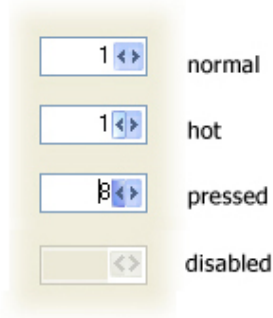 1 normal
1 hot
8 pressed
disabled